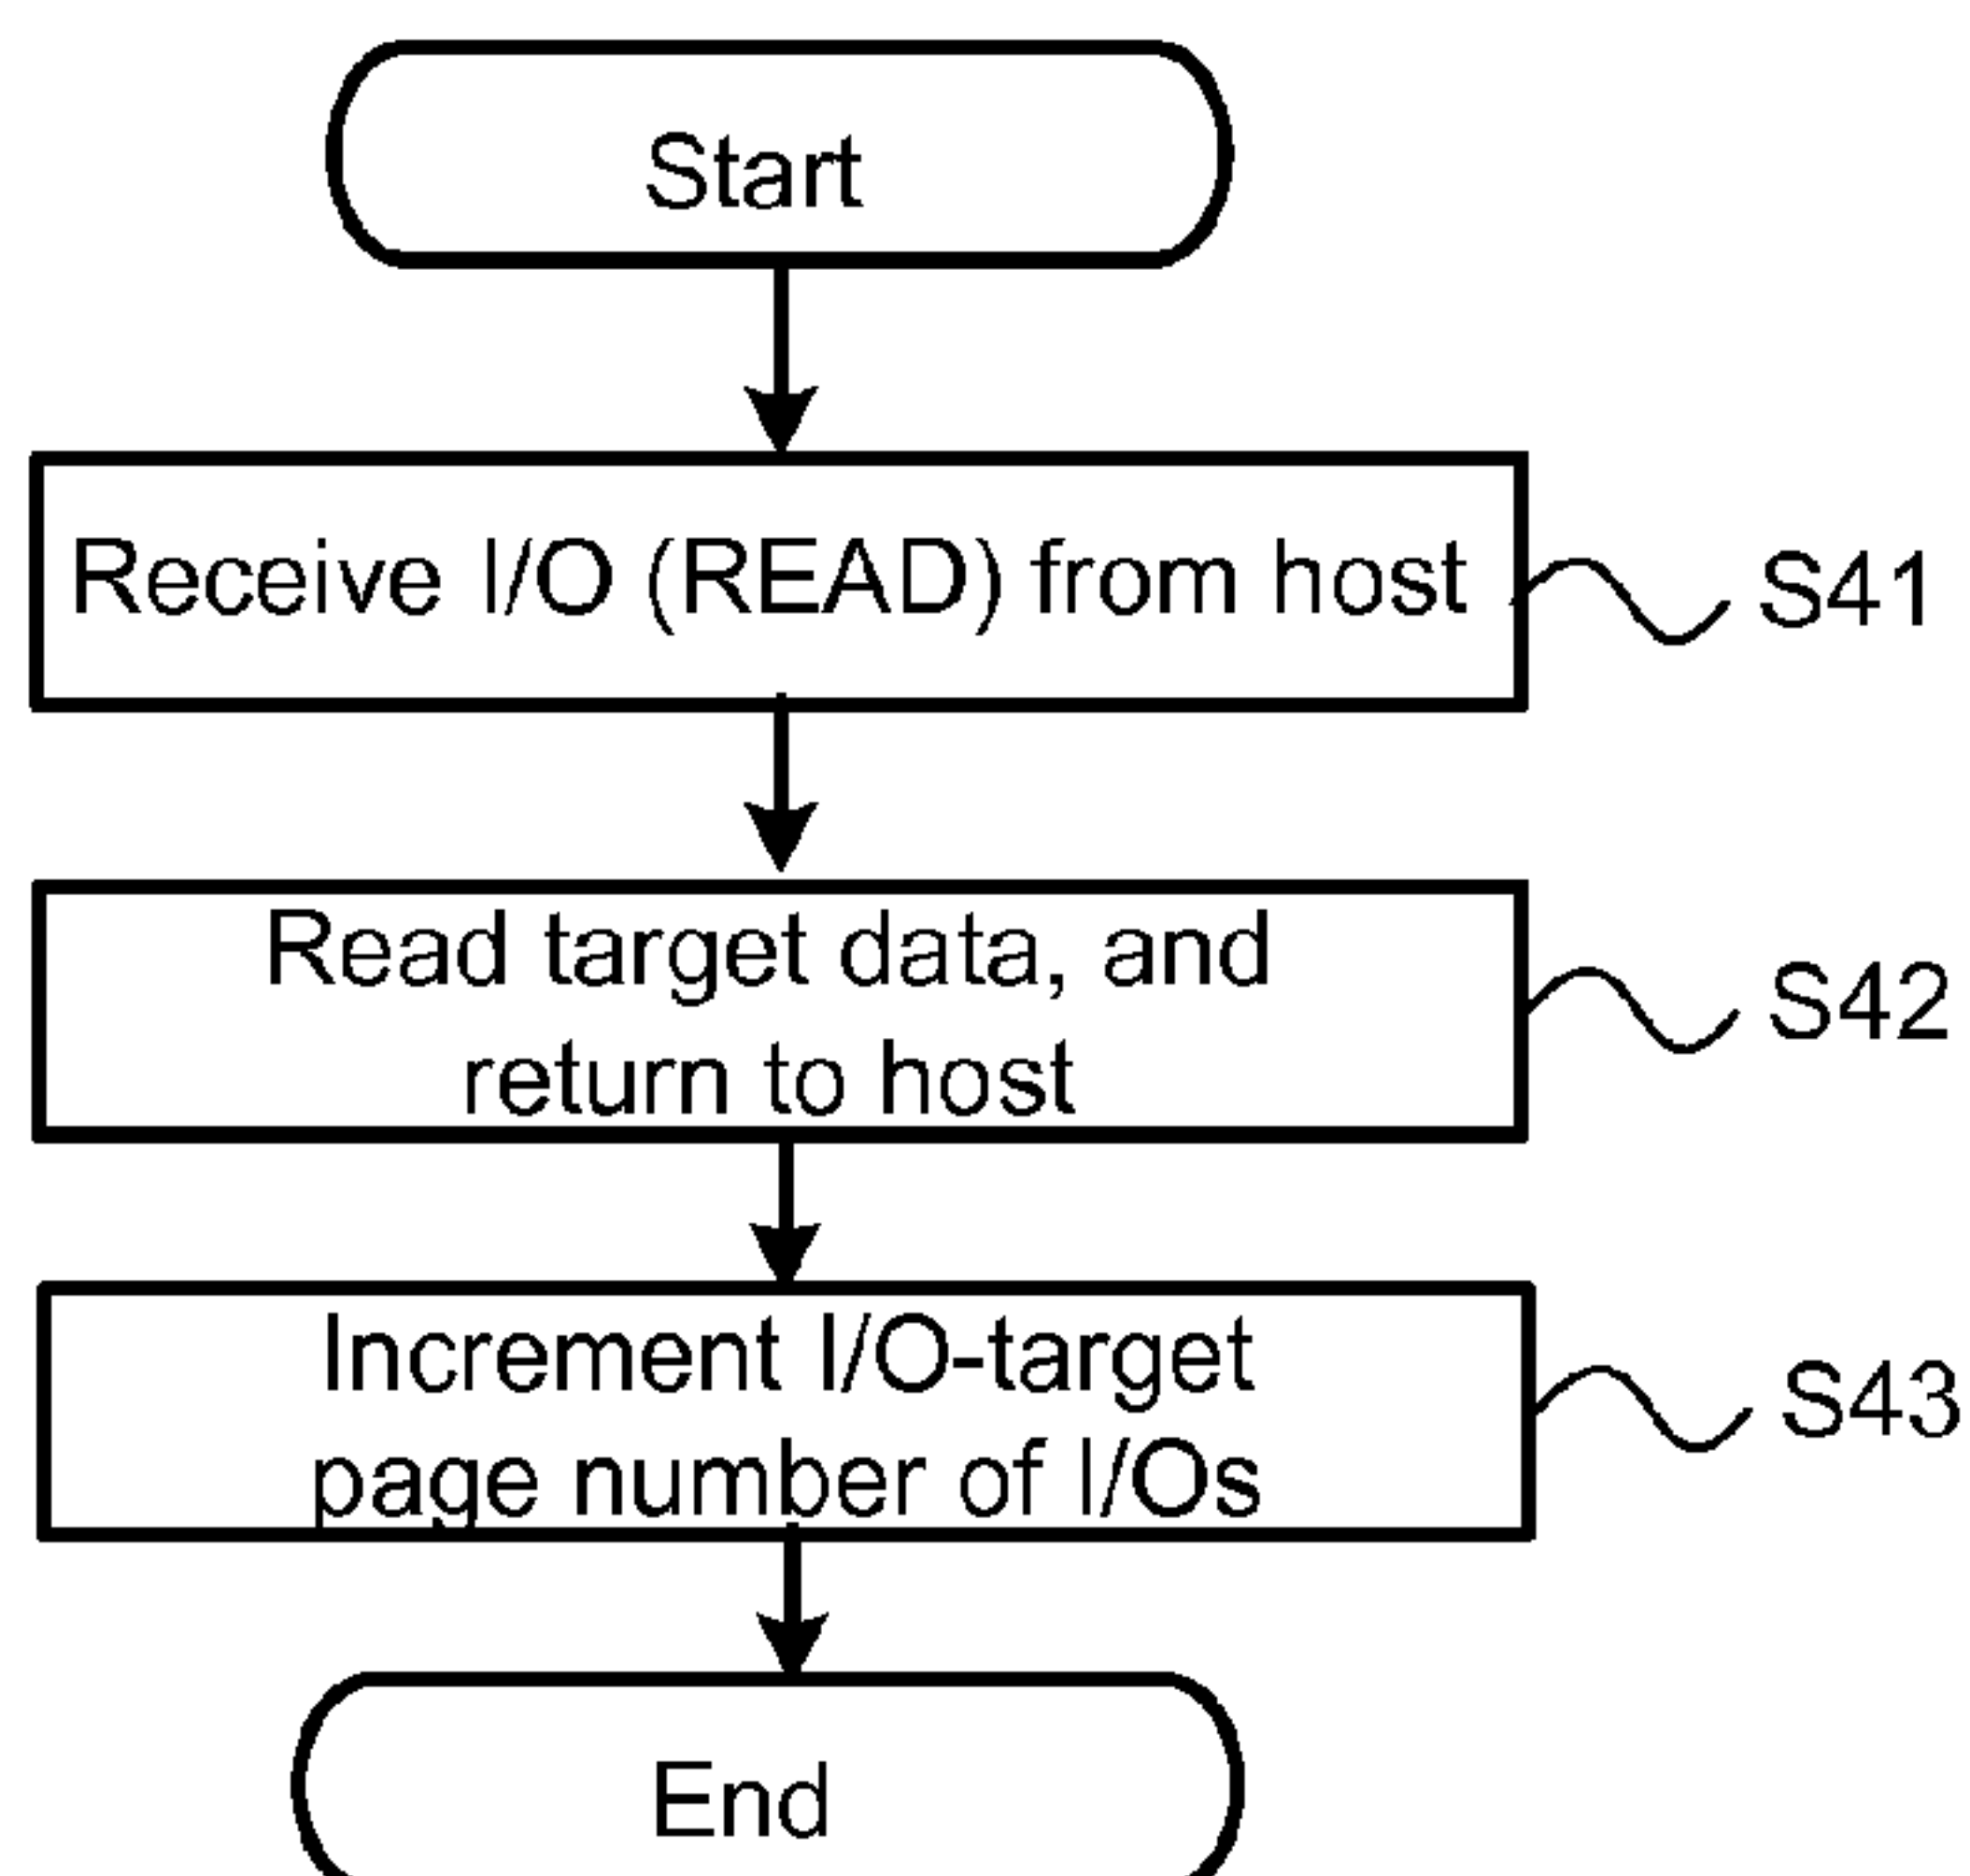 Start
Receive I/O (READ) from host
S41
Read target data, and
return to host
S42
Increment I/O-target
page number of I/Os
S43
End